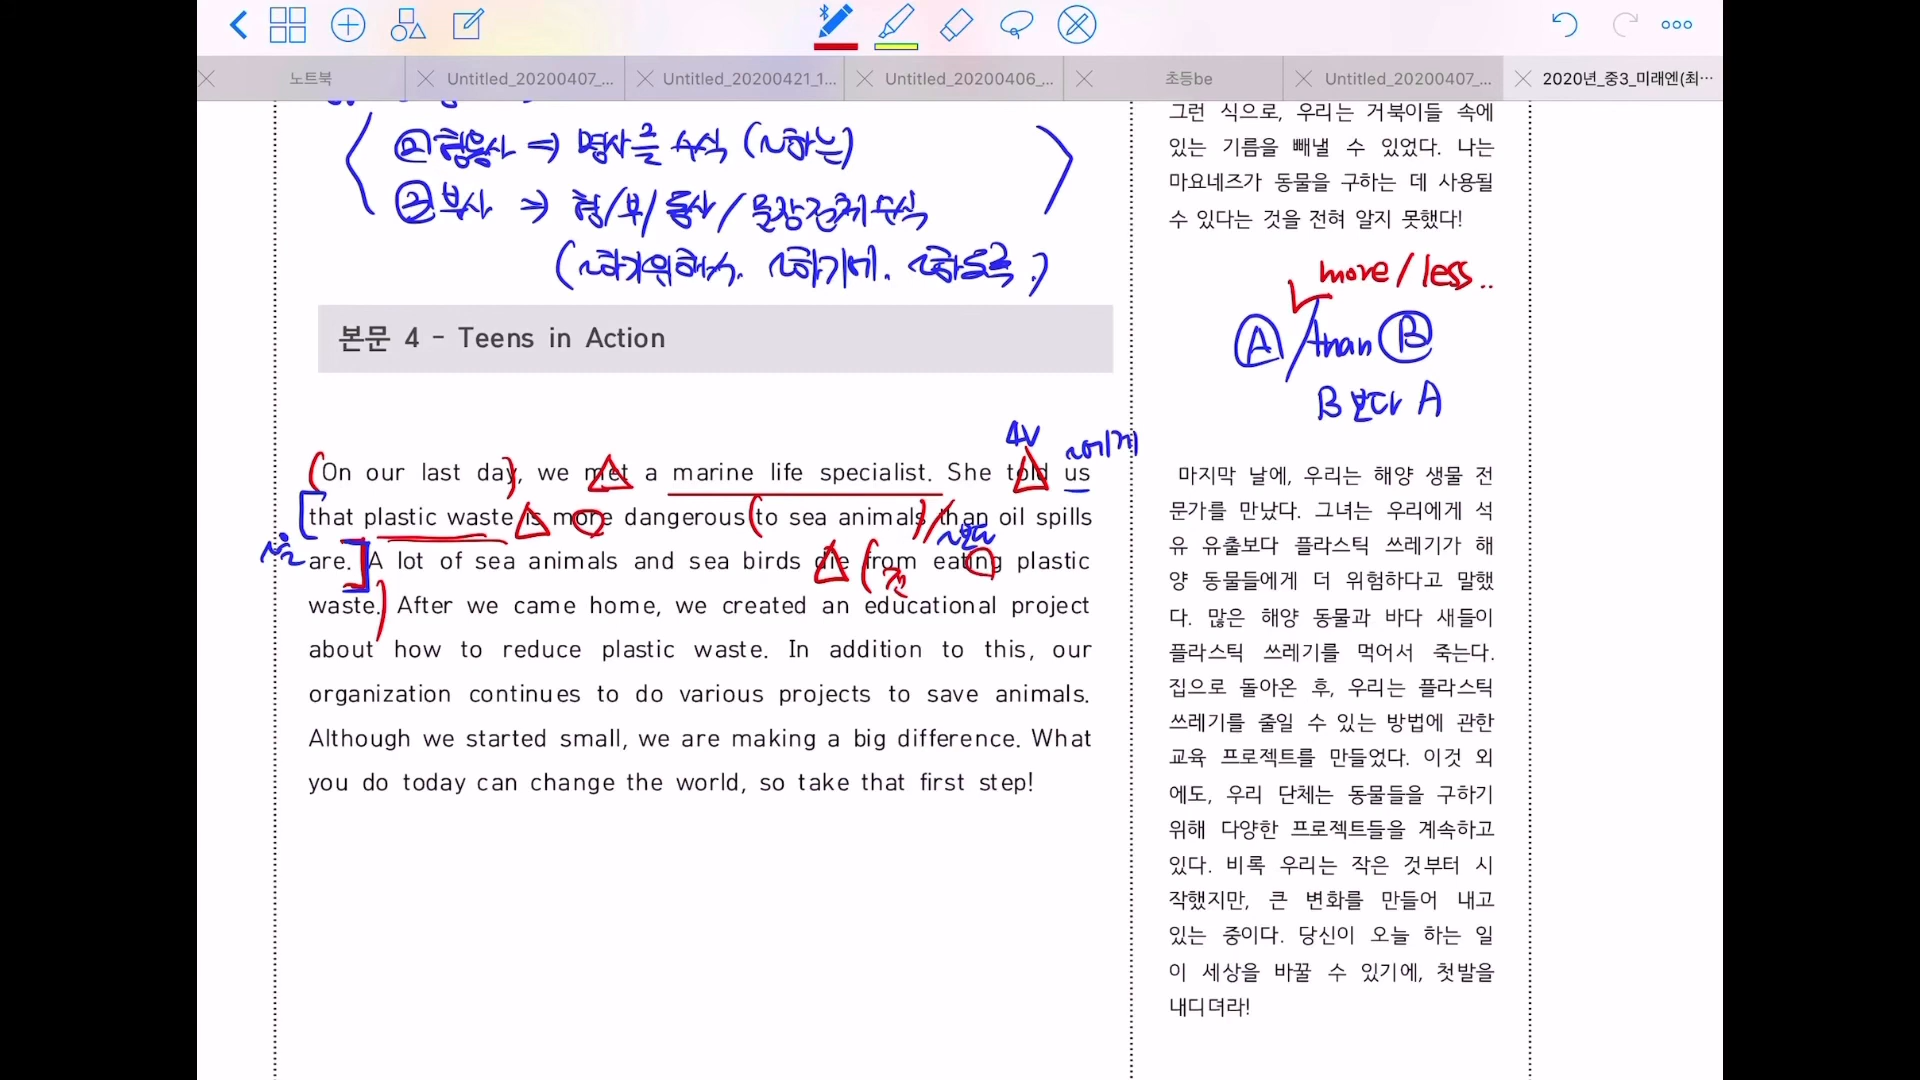 노트북
Untitled_20200407_...
Untitled_20200421_1...
Untitled_20200406_...
초등be
Untitled_20200407_...
2020년_중3_미래엔(최...
① 형용사 ⇒ 명사를 수식 (~하는)
② 부사 ⇒ 형/부/동사/문장전체 수식
(~하기위해서. ~하기에. ~하도록.)
본문 4 - Teens in Action
4V
~에게
On our last day, we met a marine life specialist. She told us
that plastic waste is more dangerous to sea animals than oil spills
~을
~보다
are. A lot of sea animals and sea birds die from eating plastic
전
waste. After we came home, we created an educational project
about how to reduce plastic waste. In addition to this, our
organization continues to do various projects to save animals.
Although we started small, we are making a big difference. What
you do today can change the world, so take that first step!
그런 식으로, 우리는 거북이들 속에
있는 기름을 빼낼 수 있었다. 나는
마요네즈가 동물을 구하는 데 사용될
수 있다는 것을 전혀 알지 못했다!
more/less..
A / than B
B보다 A
마지막 날에, 우리는 해양 생물 전
문가를 만났다. 그녀는 우리에게 석
유 유출보다 플라스틱 쓰레기가 해
양 동물들에게 더 위험하다고 말했
다. 많은 해양 동물과 바다 새들이
플라스틱 쓰레기를 먹어서 죽는다.
집으로 돌아온 후, 우리는 플라스틱
쓰레기를 줄일 수 있는 방법에 관한
교육 프로젝트를 만들었다. 이것 외
에도, 우리 단체는 동물들을 구하기
위해 다양한 프로젝트들을 계속하고
있다. 비록 우리는 작은 것부터 시
작했지만, 큰 변화를 만들어 내고
있는 중이다. 당신이 오늘 하는 일
이 세상을 바꿀 수 있기에, 첫발을
내디뎌라!